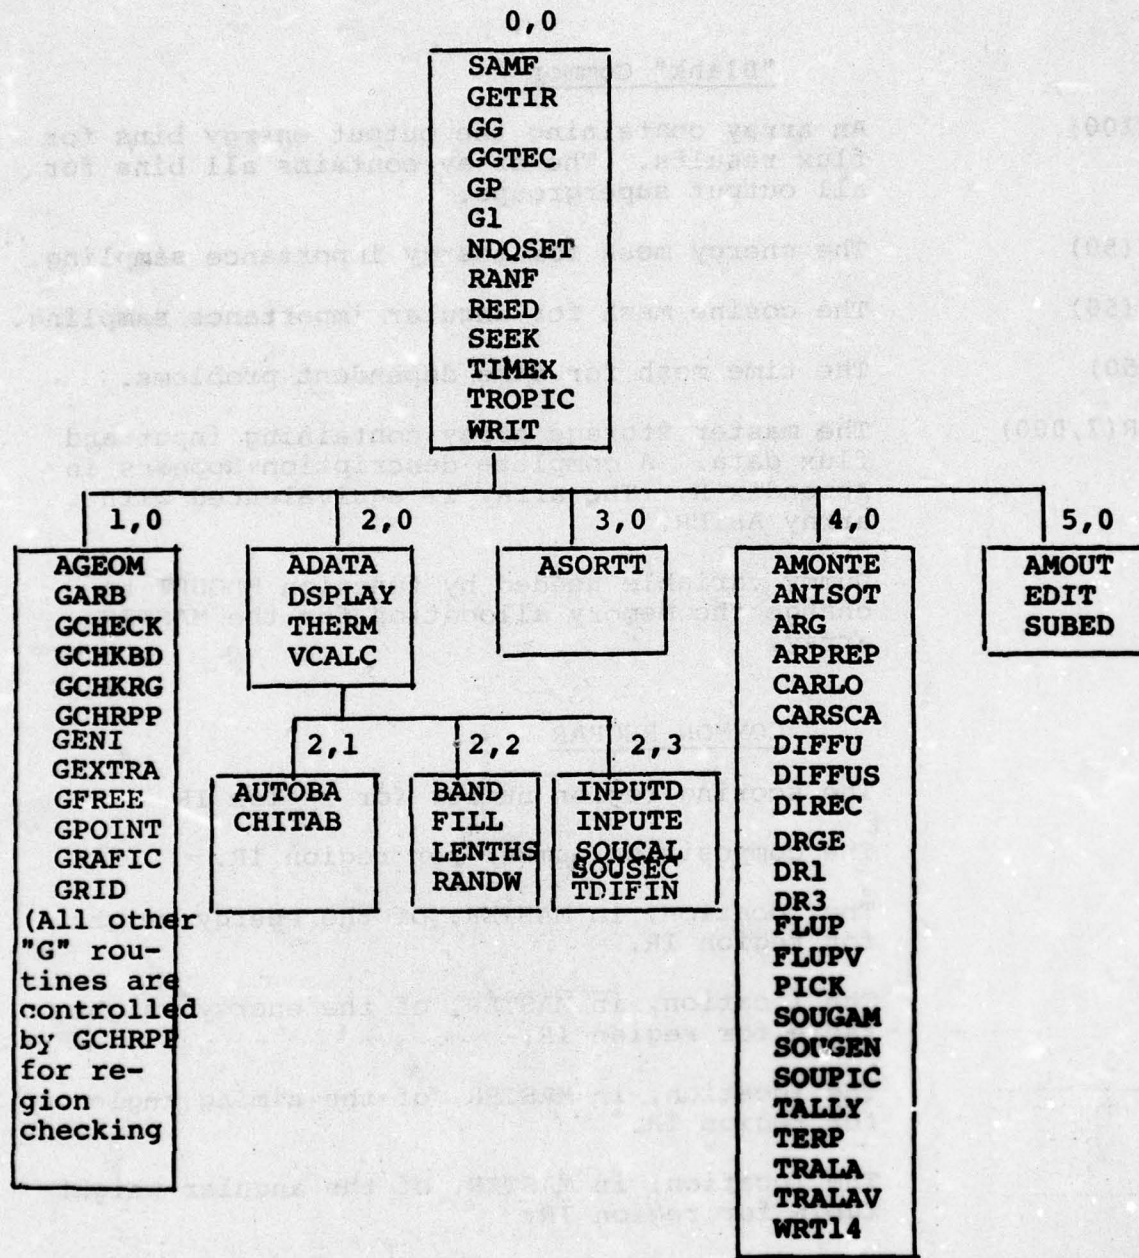 0,0
SAMF
GETIR
GG
GGTEC
GP
G1
NDQSET
RANF
REED
SEEK
TIMEX
TROPIC
WRIT
1,0
AGEOM
GARB
GCHECK
GCHKBD
GCHKRG
GCHRPP
GENI
GEXTRA
GFREE
GPOINT
GRAFIC
GRID
(All other
"G" rou-
tines are
controlled
by GCHRPP
for re-
gion
checking
2,0
ADATA
DSPLAY
THERM
VCALC
2,1
AUTOBA
CHITAB
2,2
BAND
FILL
LENTHS
RANDW
2,3
INPUTD
INPUTE
SOUCAL
SOUSEC
TDIFIN
3,0
ASORTT
4,0
AMONTE
ANISOT
ARG
ARPREP
CARLO
CARSCA
DIFFU
DIFFUS
DIREC
DRGE
DR1
DR3
FLUP
FLUPV
PICK
SOUGAM
SOUGEN
SOUPIC
TALLY
TERP
TRALA
TRALAV
WRT14
5,0
AMOUT
EDIT
SUBED